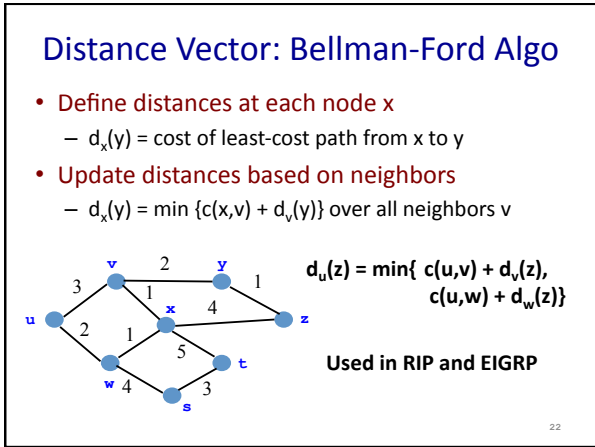 Distance Vector: Bellman-Ford Algo
• Define distances at each node x
– dₓ(y) = cost of least-cost path from x to y
• Update distances based on neighbors
– dₓ(y) = min {c(x,v) + dᵥ(y)} over all neighbors v
v
2
y
3
1
1
4
u
x
z
2
1
5
t
w
4
3
s
dᵤ(z) = min{ c(u,v) + dᵥ(z),
c(u,w) + d_w(z)}
Used in RIP and EIGRP
22